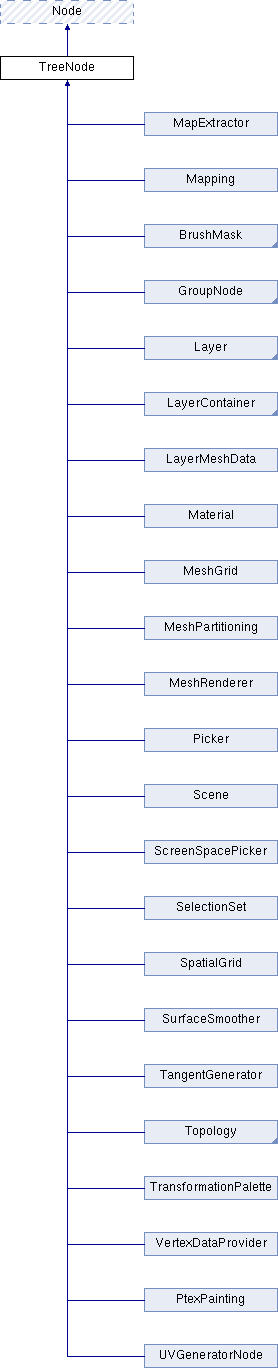 Node
TreeNode
MapExtractor
Mapping
BrushMask
GroupNode
Layer
LayerContainer
LayerMeshData
Material
MeshGrid
MeshPartitioning
MeshRenderer
Picker
Scene
ScreenSpacePicker
SelectionSet
SpatialGrid
SurfaceSmoother
TangentGenerator
Topology
TransformationPalette
VertexDataProvider
PtexPainting
UVGeneratorNode